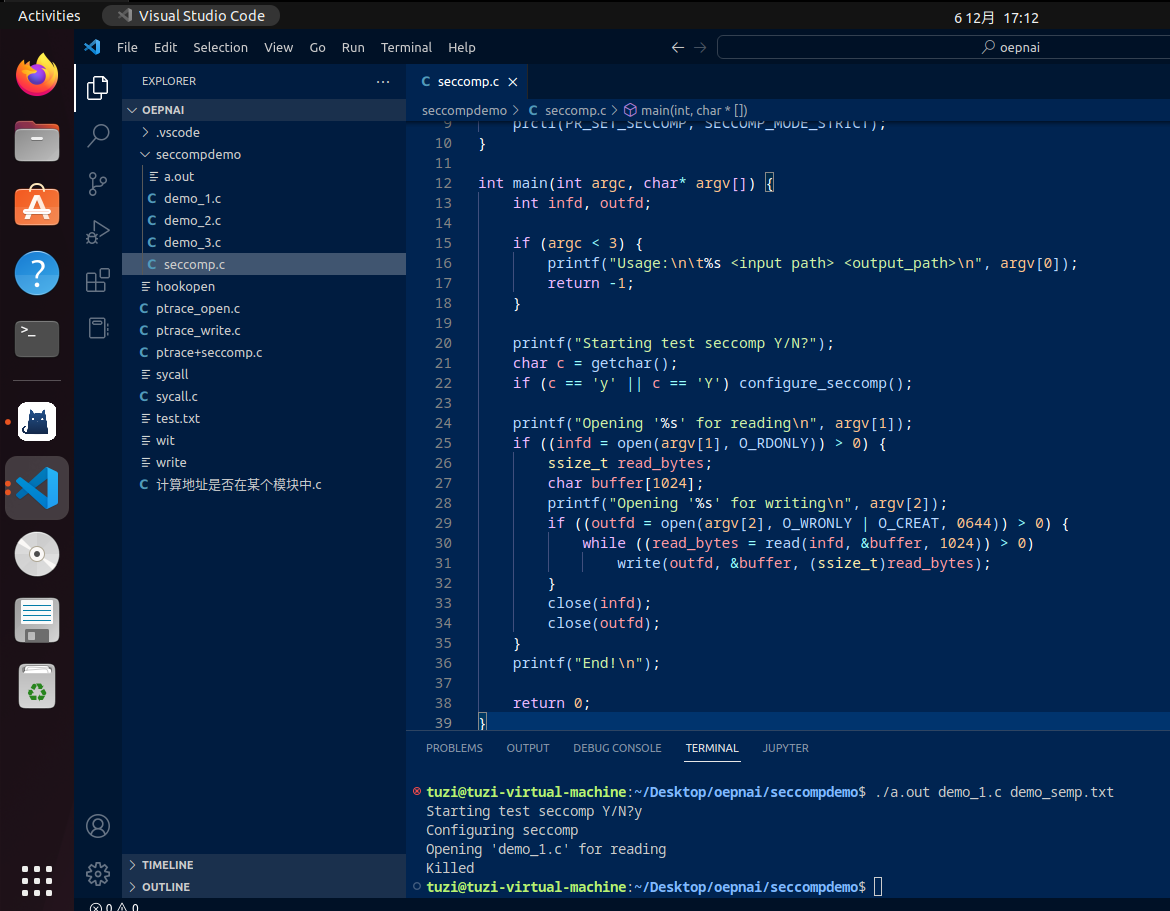 Activities
Visual Studio Code
6 12月 17:12
File Edit Selection View Go Run Terminal Help
oepnai
EXPLORER
OEPNAI
.vscode
seccompdemo
a.out
demo_1.c
demo_2.c
demo_3.c
seccomp.c
hookopen
ptrace_open.c
ptrace_write.c
ptrace+seccomp.c
sycall
sycall.c
test.txt
wit
write
计算地址是否在某个模块中.c
TIMELINE
OUTLINE
seccomp.c
seccompdemo > C seccomp.c > main(int, char * [])
9 prctl(PR_SET_SECCOMP, SECCOMP_MODE_STRICT);
10 }
11
12 int main(int argc, char* argv[]) {
13 int infd, outfd;
14
15 if (argc < 3) {
16 printf("Usage:\n\t%s <input path> <output_path>\n", argv[0]);
17 return -1;
18 }
19
20 printf("Starting test seccomp Y/N?");
21 char c = getchar();
22 if (c == 'y' || c == 'Y') configure_seccomp();
23
24 printf("Opening '%s' for reading\n", argv[1]);
25 if ((infd = open(argv[1], O_RDONLY)) > 0) {
26 ssize_t read_bytes;
27 char buffer[1024];
28 printf("Opening '%s' for writing\n", argv[2]);
29 if ((outfd = open(argv[2], O_WRONLY | O_CREAT, 0644)) > 0) {
30 while ((read_bytes = read(infd, &buffer, 1024)) > 0)
31 write(outfd, &buffer, (ssize_t)read_bytes);
32 }
33 close(infd);
34 close(outfd);
35 }
36 printf("End!\n");
37
38 return 0;
39 }
PROBLEMS OUTPUT DEBUG CONSOLE TERMINAL JUPYTER
tuzi@tuzi-virtual-machine:~/Desktop/oepnai/seccompdemo$ ./a.out demo_1.c demo_semp.txt
Starting test seccomp Y/N?y
Configuring seccomp
Opening 'demo_1.c' for reading
Killed
tuzi@tuzi-virtual-machine:~/Desktop/oepnai/seccompdemo$
0 0